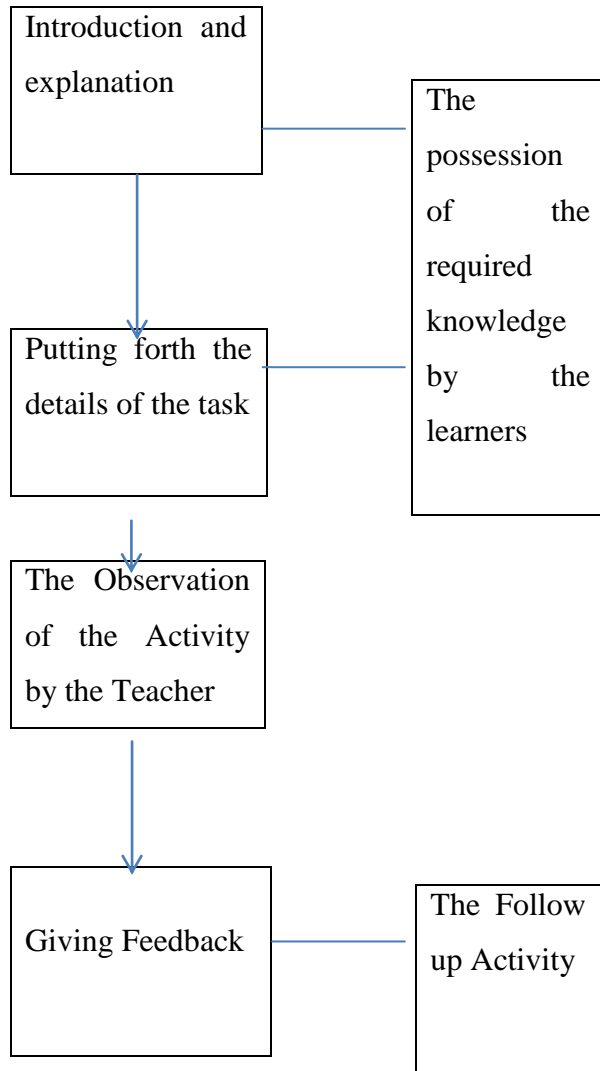 Introduction and
explanation
The
possession
of the
required
knowledge
by the
learners
Putting forth the
details of the task
The Observation
of the Activity
by the Teacher
Giving Feedback
The Follow
up Activity